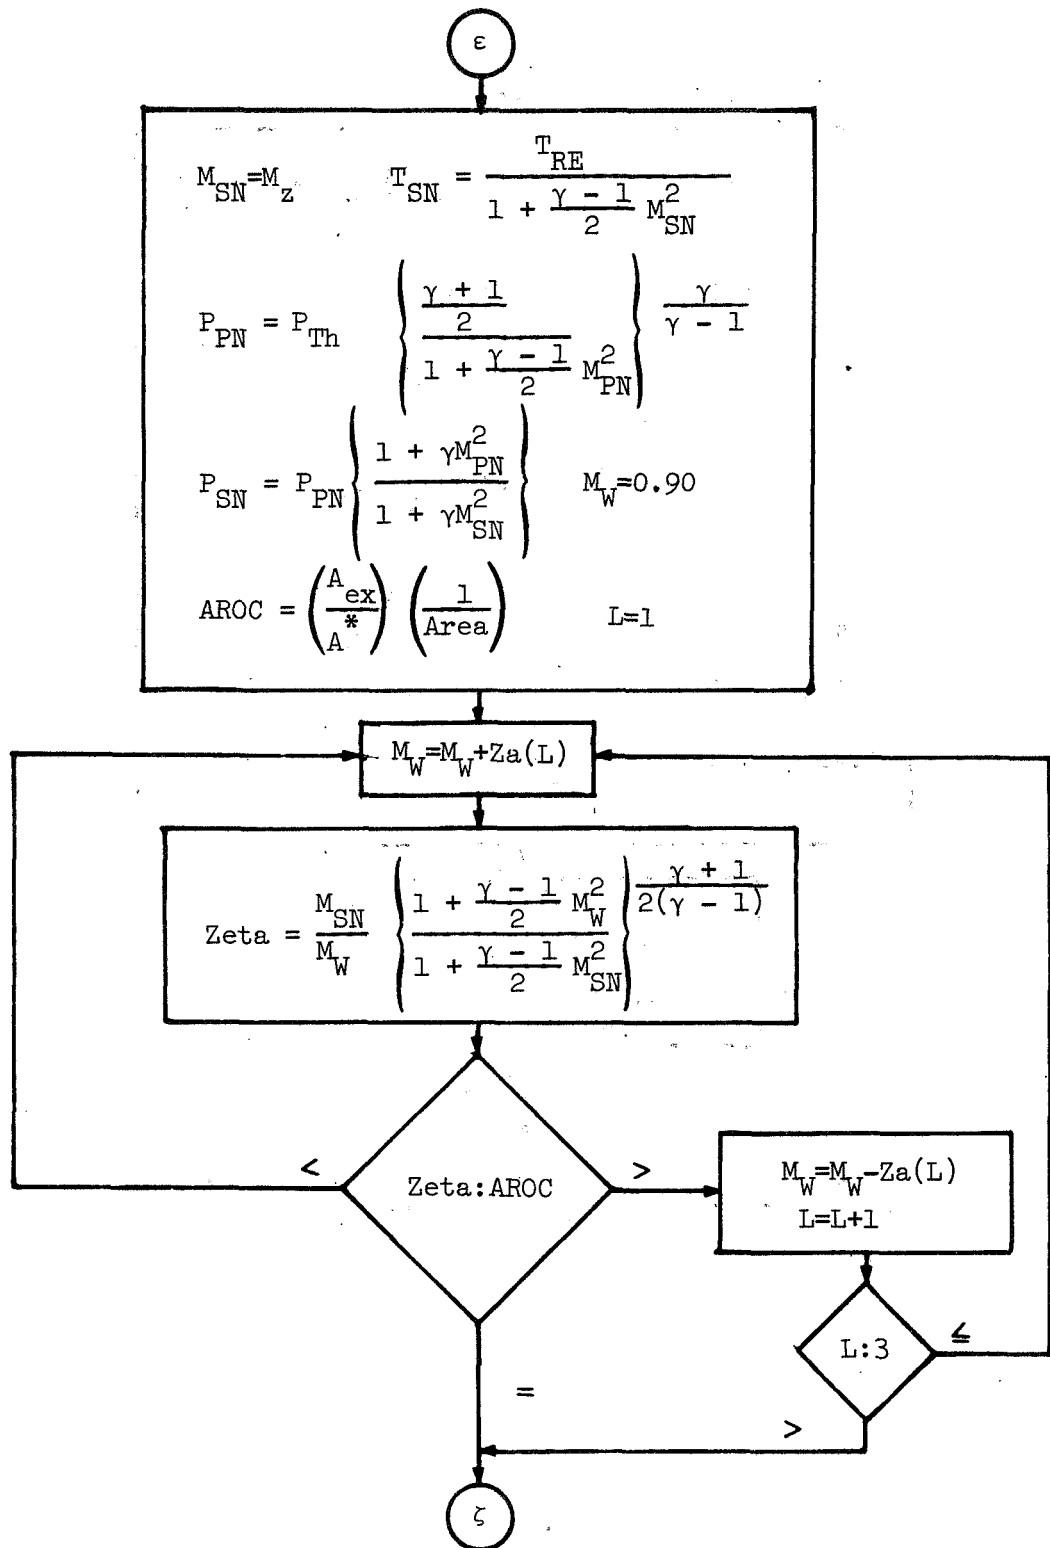 ε
M_SN=M_z T_SN = T_RE / (1 + (γ - 1)/2 M_SN^2)
P_PN = P_Th { ((γ + 1)/2) / (1 + (γ - 1)/2 M_PN^2) }^(γ/(γ - 1))
P_SN = P_PN { (1 + γM_PN^2) / (1 + γM_SN^2) } M_W=0.90
AROC = (A_ex/A^*) (1/Area) L=1
M_W=M_W+Za(L)
Zeta = M_SN/M_W { (1 + (γ - 1)/2 M_W^2) / (1 + (γ - 1)/2 M_SN^2) }^((γ + 1)/(2(γ - 1)))
< Zeta:AROC >
M_W=M_W-Za(L)
L=L+1
L:3 ≤
=
>
ζ